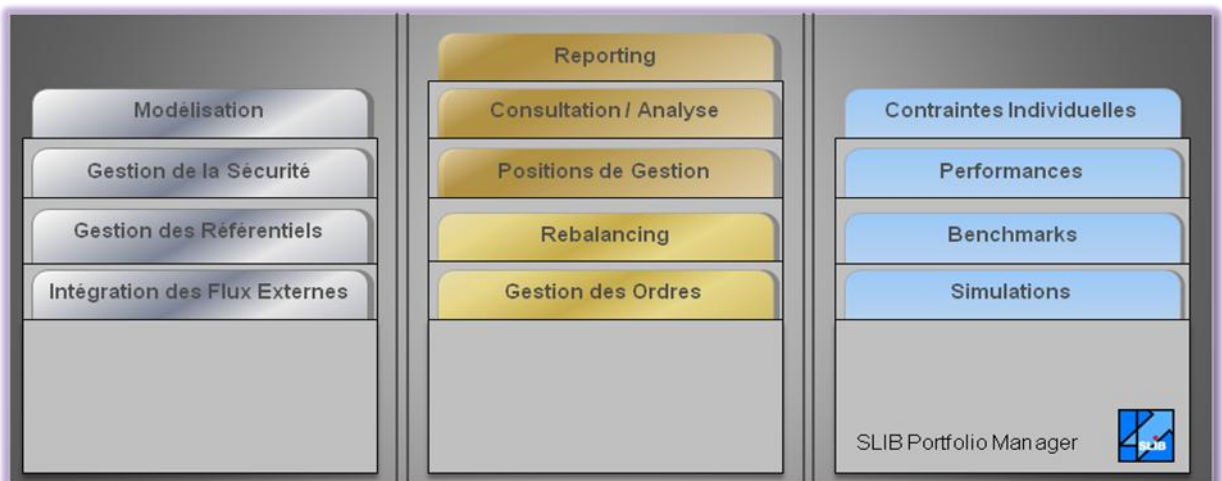 Modélisation
Gestion de la Sécurité
Gestion des Référentiels
Intégration des Flux Externes
Reporting
Consultation / Analyse
Positions de Gestion
Rebalancing
Gestion des Ordres
Contraintes Individuelles
Performances
Benchmarks
Simulations
SLIB Portfolio Manager
SLIB